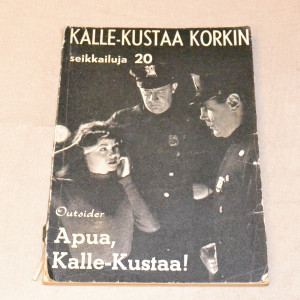 KALLE-KUSTAA KORKIN
seikkailuja 20
Outsider
Apua,
Kalle-Kustaa!